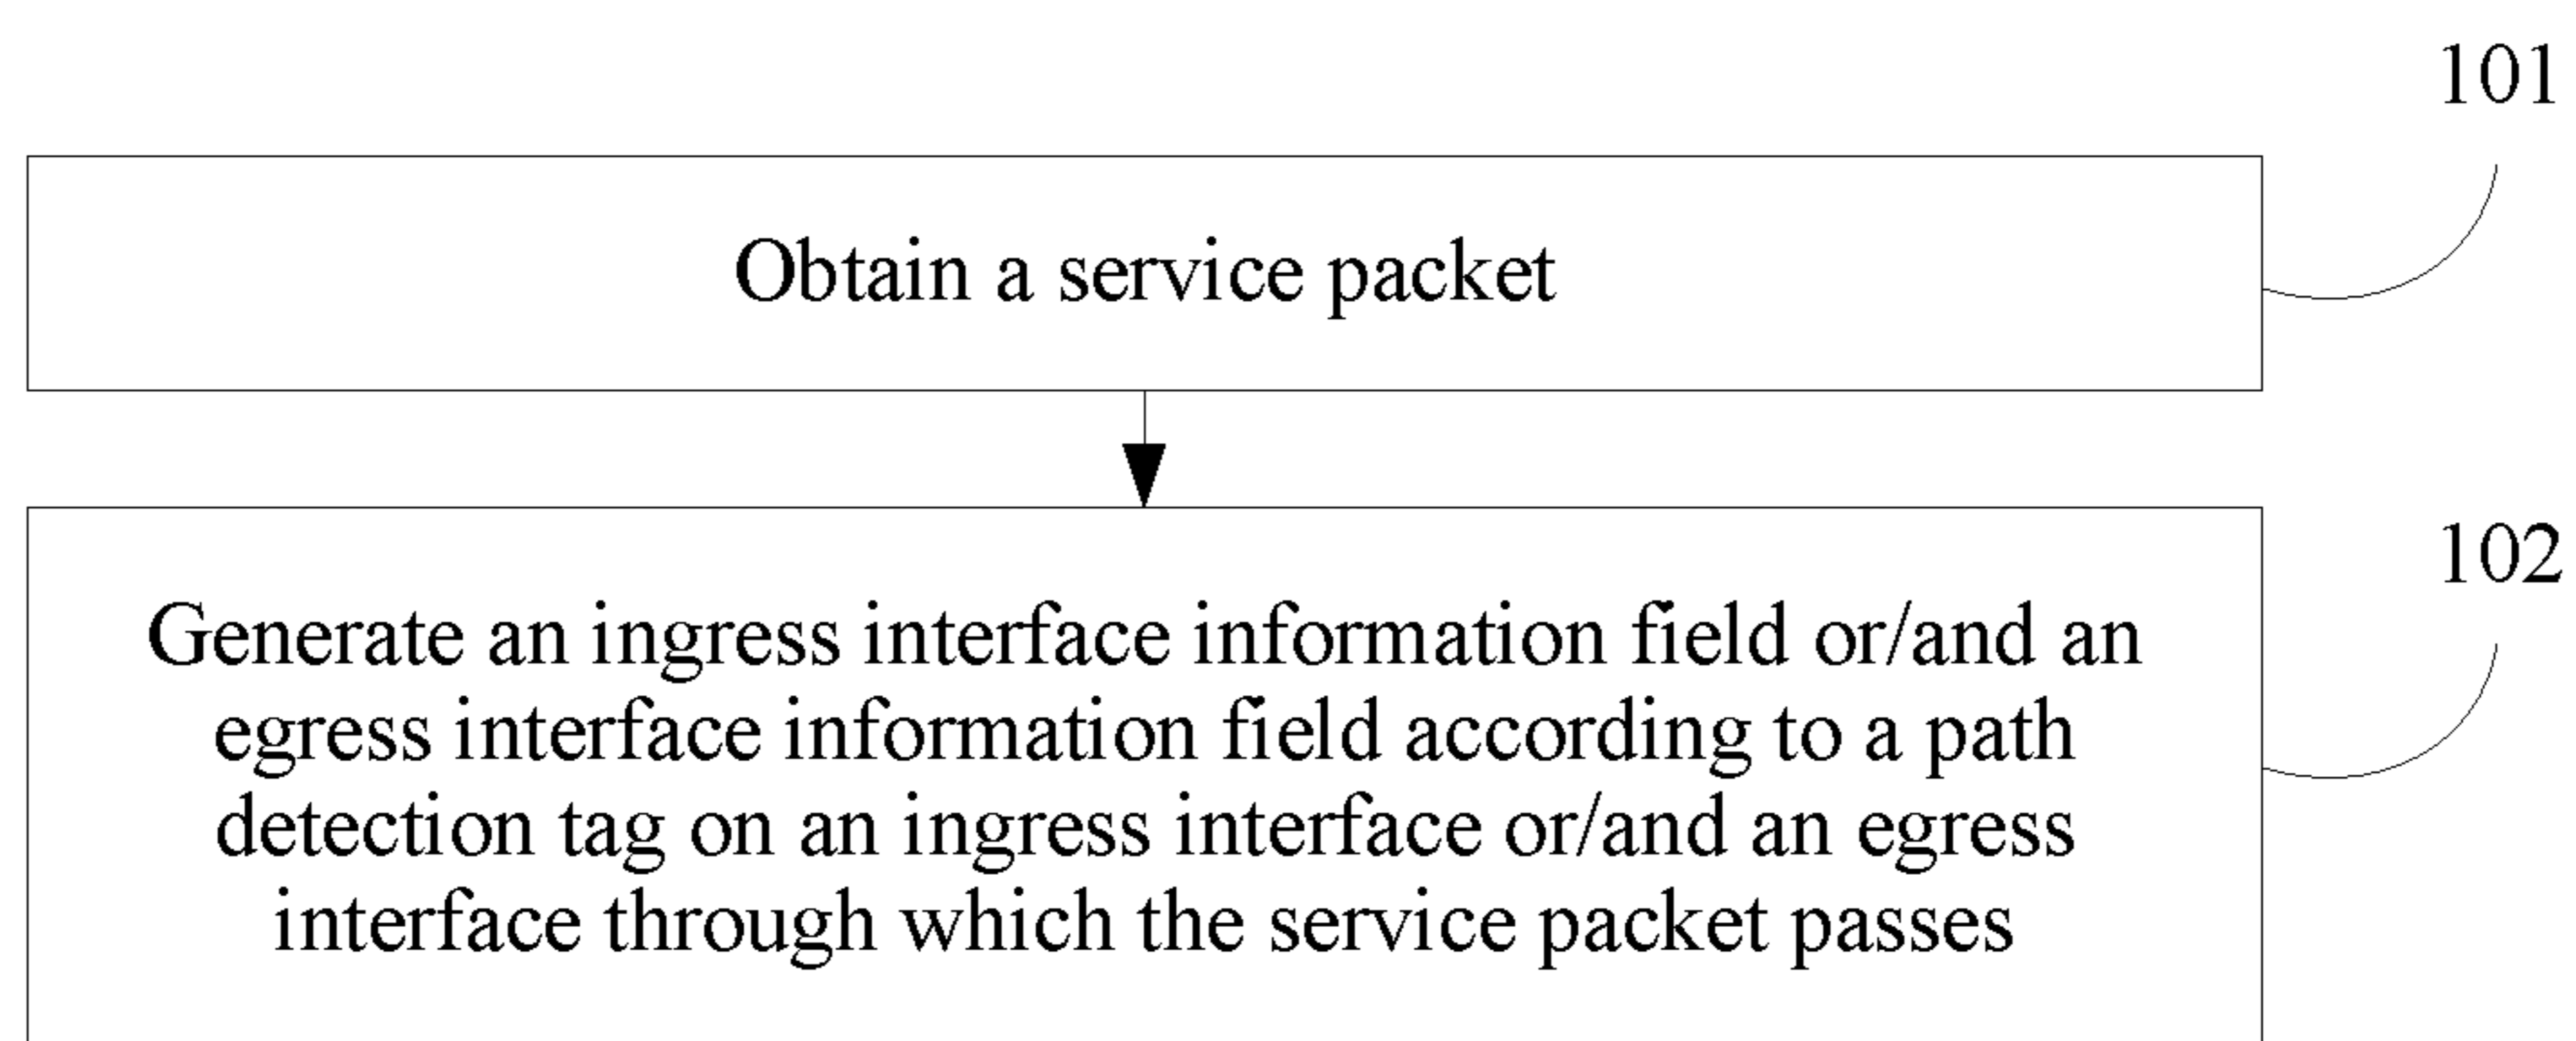 101
Obtain a service packet
102
Generate an ingress interface information field or/and an
egress interface information field according to a path
detection tag on an ingress interface or/and an egress
interface through which the service packet passes